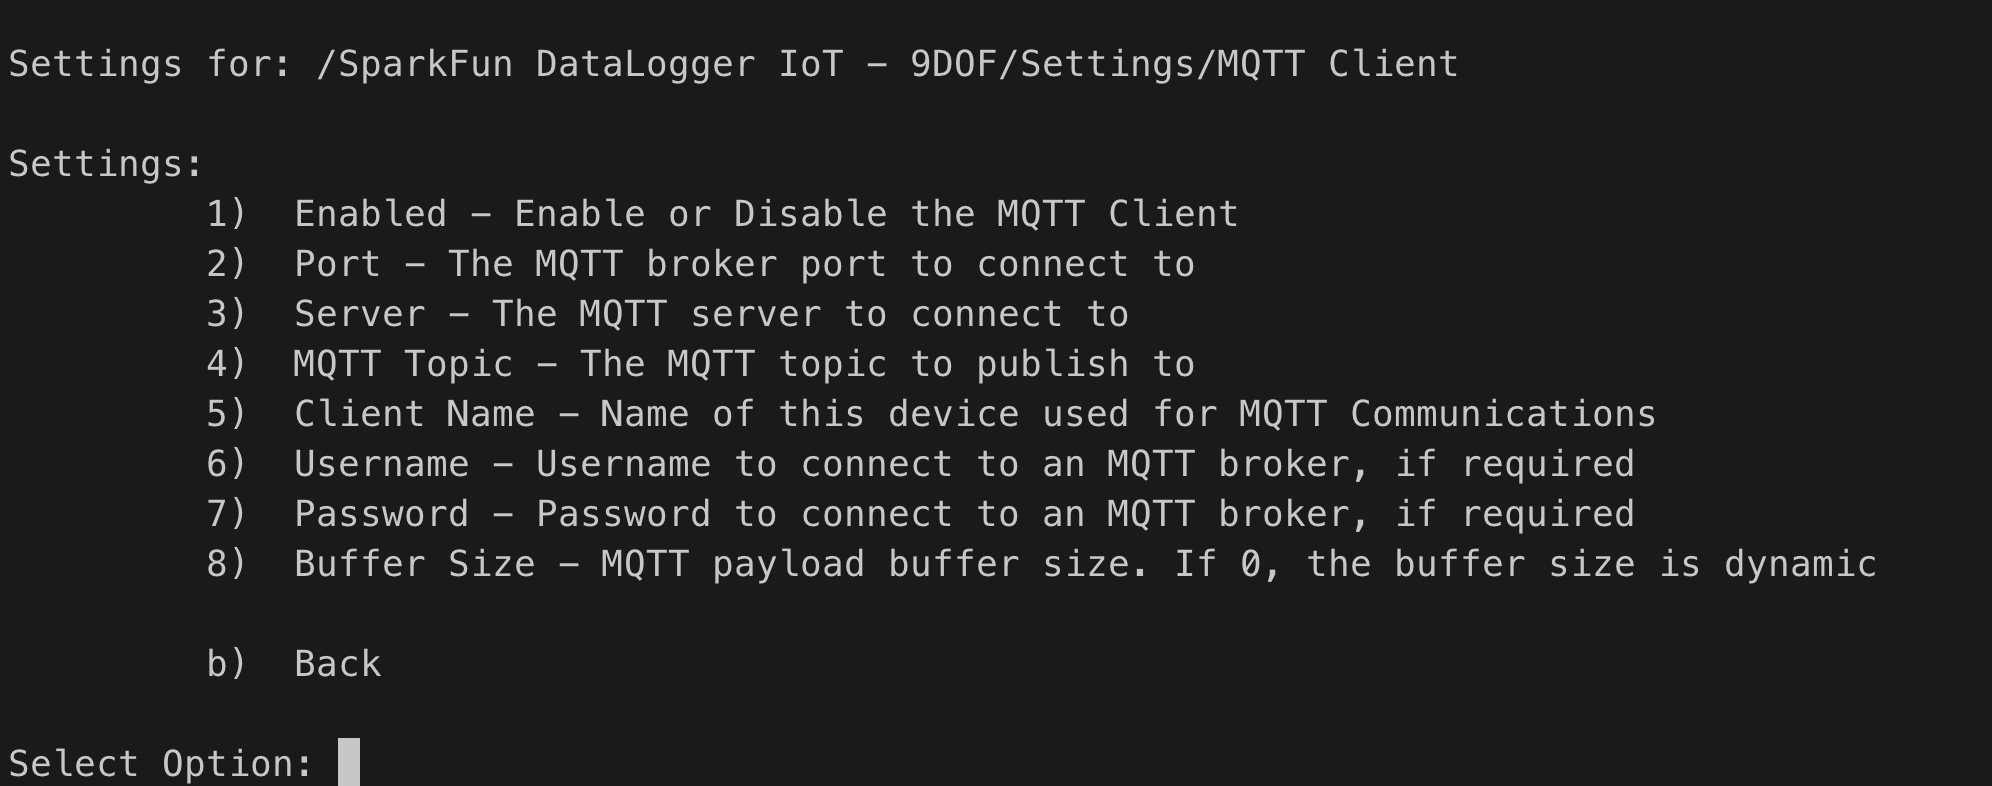 Settings for: /SparkFun DataLogger IoT – 9DOF/Settings/MQTT Client
Settings:
1) Enabled – Enable or Disable the MQTT Client
2) Port – The MQTT broker port to connect to
3) Server – The MQTT server to connect to
4) MQTT Topic – The MQTT topic to publish to
5) Client Name – Name of this device used for MQTT Communications
6) Username – Username to connect to an MQTT broker, if required
7) Password – Password to connect to an MQTT broker, if required
8) Buffer Size – MQTT payload buffer size. If 0, the buffer size is dynamic
b) Back
Select Option: